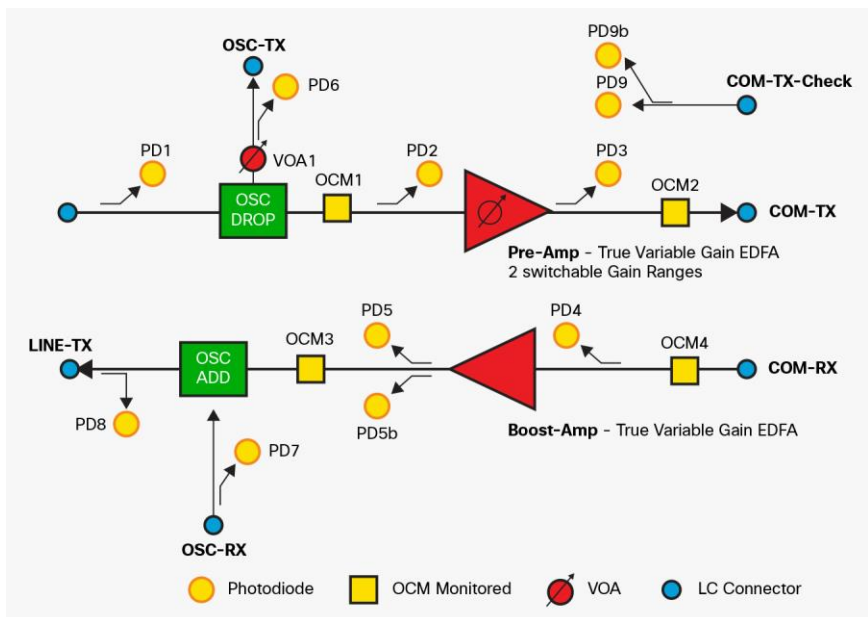 OSC-TX
PD9b
PD6
PD9
COM-TX-Check
PD1
VOA1
PD2
PD3
OCM1
OCM2
OSC
DROP
COM-TX
Pre-Amp - True Variable Gain EDFA
2 switchable Gain Ranges
PD5
PD4
LINE-TX
OCM3
OCM4
OSC
ADD
COM-RX
PD8
PD5b
Boost-Amp - True Variable Gain EDFA
PD7
OSC-RX
Photodiode
OCM Monitored
VOA
LC Connector